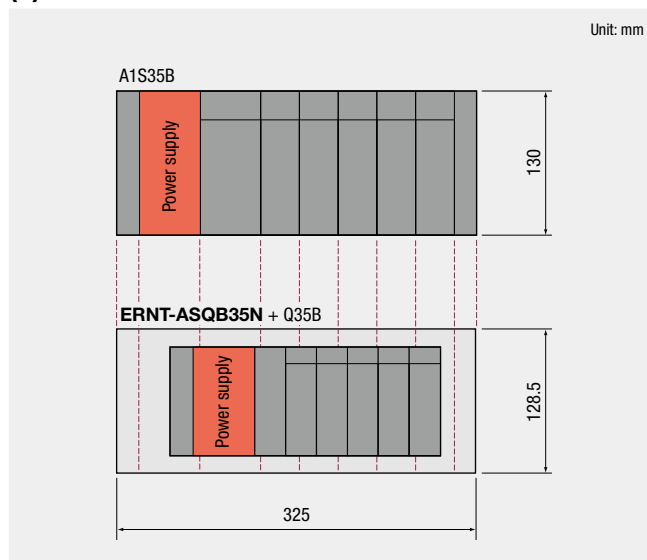 Unit: mm
A1S35B
Power supply
130
ERNT-ASQB35N + Q35B
Power supply
128.5
325